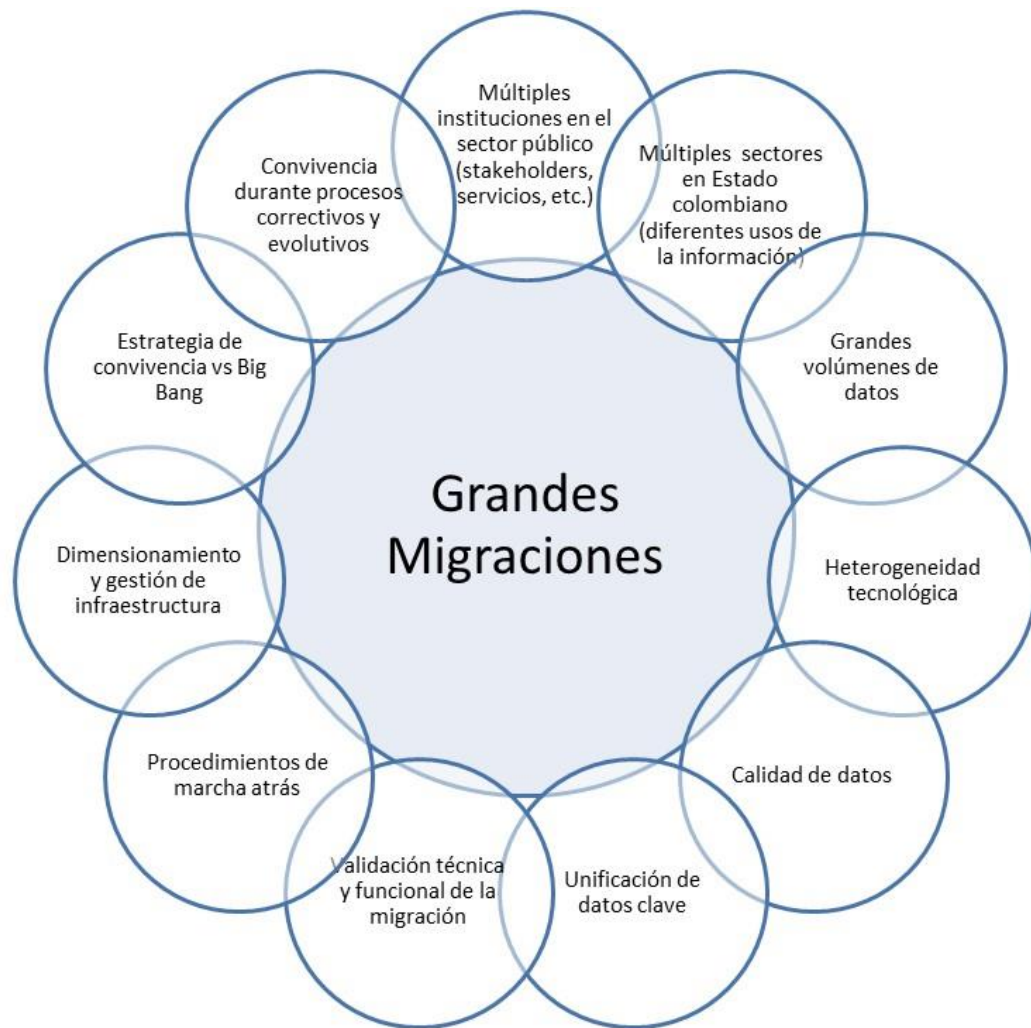 Múltiples
instituciones en el
sector público
(stakeholders,
servicios, etc.)
Múltiples sectores
en Estado
colombiano
(diferentes usos de
la información)
Grandes
volúmenes de
datos
Heterogeneidad
tecnológica
Calidad de datos
Unificación de
datos clave
Validación técnica
y funcional de la
migración
Procedimientos de
marcha atrás
Dimensionamiento
y gestión de
infraestructura
Estrategia de
convivencia vs Big
Bang
Convivencia
durante procesos
correctivos y
evolutivos
Grandes
Migraciones